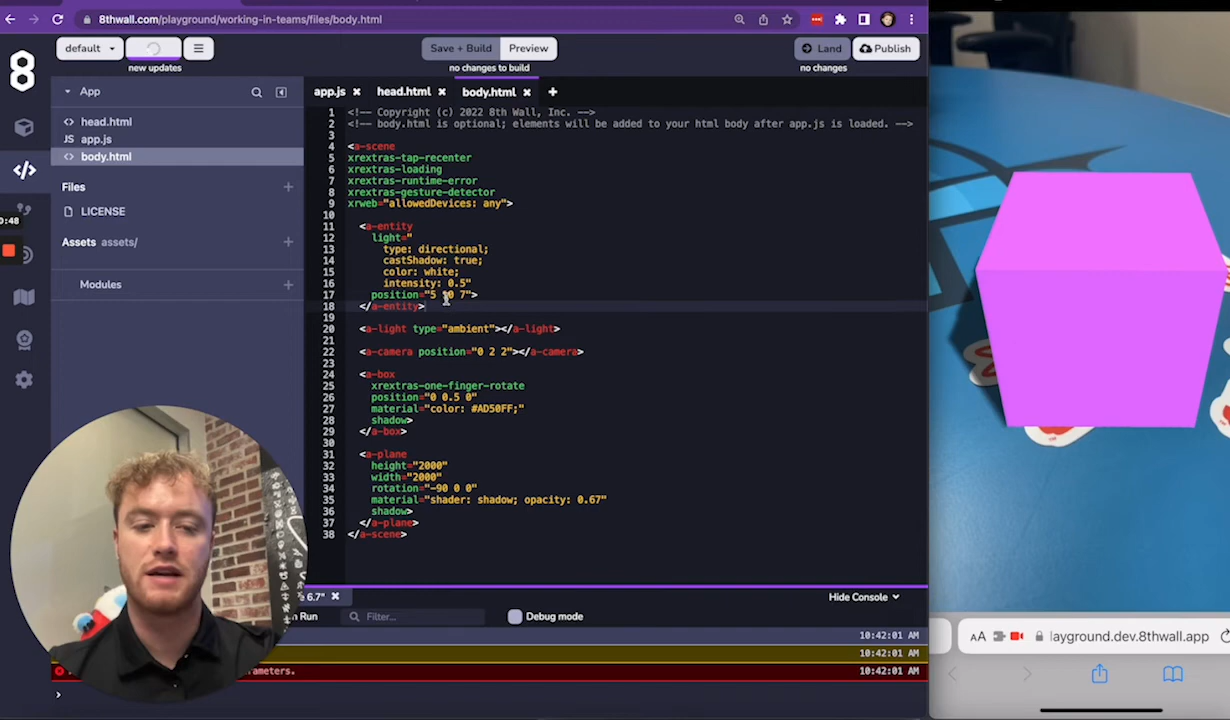 8thwall.com/playground/working-in-teams/files/body.html
default
new updates
Save + Build
Preview
no changes to build
Land
no changes
Publish
App
app.js
head.html
body.html
head.html
app.js
body.html
Files
LICENSE
Assets assets/
Modules
0:48
1 <!-- Copyright (c) 2022 8th Wall, Inc. -->
2 <!-- body.html is optional; elements will be added to your html body after app.js is loaded. -->
3
4 <a-scene
5 xrextras-tap-recenter
6 xrextras-loading
7 xrextras-runtime-error
8 xrextras-gesture-detector
9 xrweb="allowedDevices: any">
10
11 <a-entity
12 light="
13 type: directional;
14 castShadow: true;
15 color: white;
16 intensity: 0.5"
17 position="5 7">
18 </a-entity>
19
20 <a-light type="ambient"></a-light>
21
22 <a-camera position="0 2 2"></a-camera>
23
24 <a-box
25 xrextras-one-finger-rotate
26 position="0 0.5 0"
27 material="color: #AD50FF;"
28 shadow>
29 </a-box>
30
31 <a-plane
32 height="2000"
33 width="2000"
34 rotation="-90 0 0"
35 material="shader: shadow; opacity: 0.67"
36 shadow>
37 </a-plane>
38 </a-scene>
6.7"
Hide Console
Run
Filter...
Debug mode
10:42:01 AM
10:42:01 AM
rameters.
10:42:01 AM
AA
layground.dev.8thwall.app